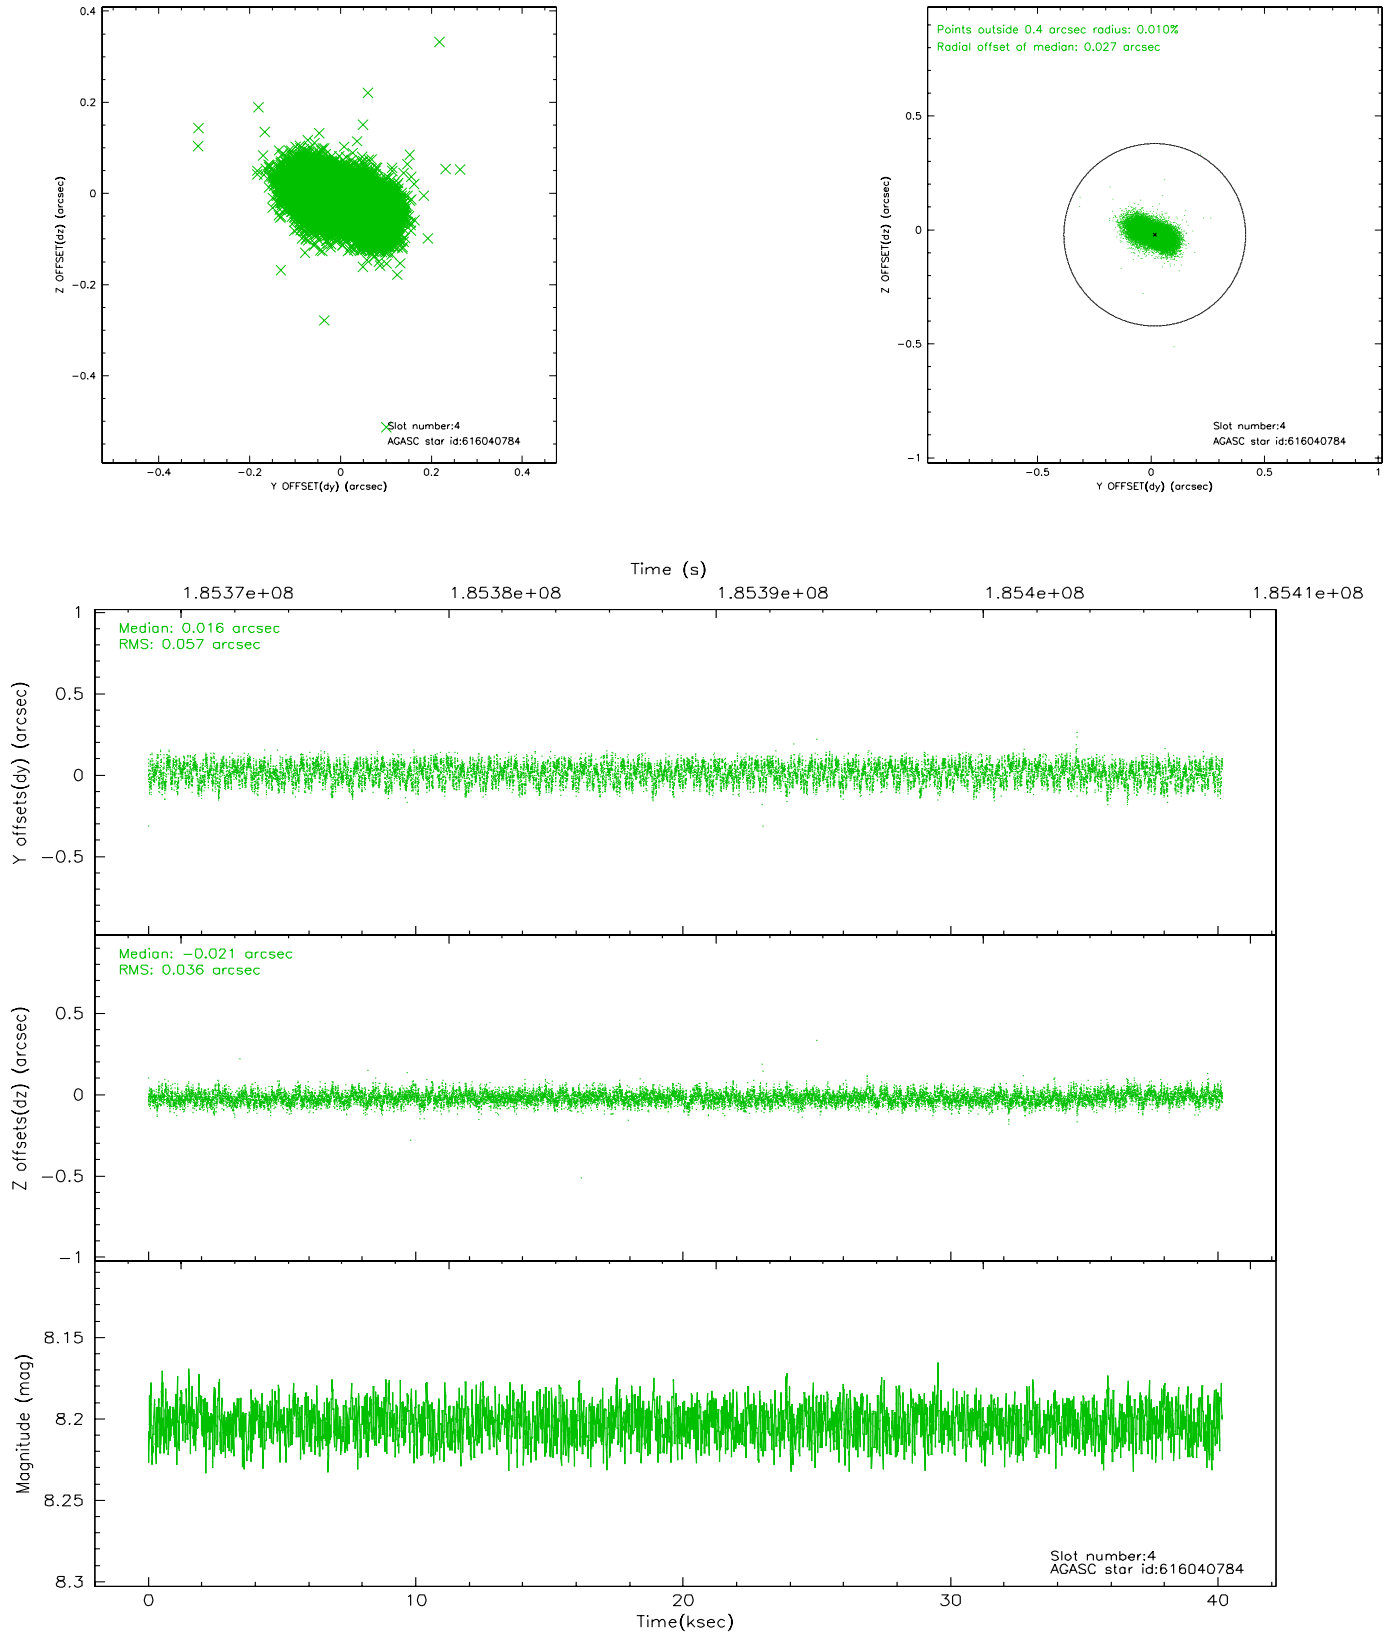 0.4
0.2
0
−0.2
−0.4
Z OFFSET(dz) (arcsec)
−0.4 −0.2 0 0.2 0.4
Y OFFSET(dy) (arcsec)
Slot number:4
AGASC star id:616040784
Points outside 0.4 arcsec radius: 0.010%
Radial offset of median: 0.027 arcsec
0.5
0
−0.5
−1
Z OFFSET(dz) (arcsec)
−0.5 0 0.5 1
Y OFFSET(dy) (arcsec)
Slot number:4
AGASC star id:616040784
Time (s)
1.8537e+08 1.8538e+08 1.8539e+08 1.854e+08 1.8541e+08
Median: 0.016 arcsec
RMS: 0.057 arcsec
1
0.5
0
−0.5
Y offsets(dy) (arcsec)
Median: −0.021 arcsec
RMS: 0.036 arcsec
0.5
0
−0.5
−1
Z offsets(dz) (arcsec)
8.15
8.2
8.25
8.3
Magnitude (mag)
Slot number:4
AGASC star id:616040784
0 10 20 30 40
Time(ksec)